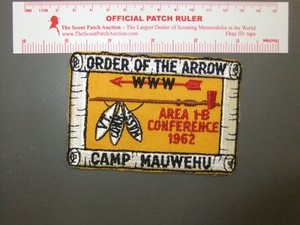 OFFICIAL PATCH RULER
The Scout Patch Auction – The Largest Dealer of Scouting Memorabilia in the World
www.TheScoutPatchAuction.com
ORDER OF THE ARROW
WWW
AREA 1-B
CONFERENCE
1962
CAMP MAUWEHU